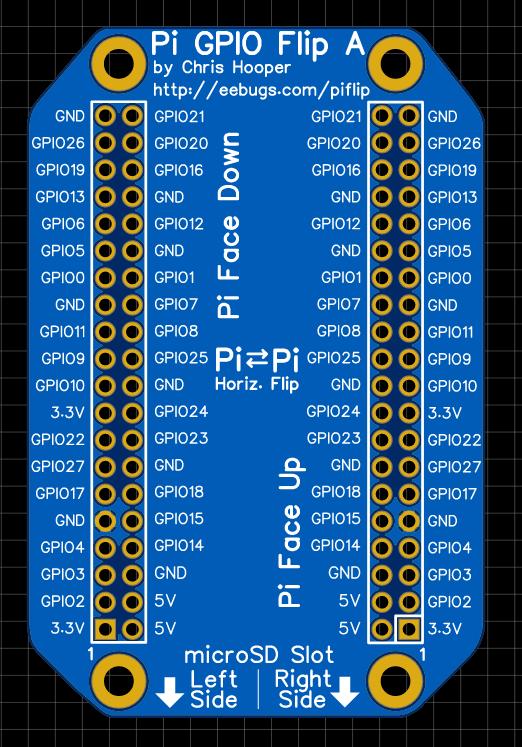 Pi GPIO Flip A
by Chris Hooper
http://eebugs.com/piflip
GND GPIO21 GPIO21 GND
GPIO26 GPIO20 GPIO20 GPIO26
GPIO19 GPIO16 GPIO16 GPIO19
GPIO13 GND GND GPIO13
GPIO6 GPIO12 GPIO12 GPIO6
GPIO5 GND GND GPIO5
GPIO0 GPIO1 GPIO1 GPIO0
GND GPIO7 GPIO7 GND
GPIO11 GPIO8 GPIO8 GPIO11
GPIO9 GPIO25 GPIO25 GPIO9
GPIO10 GND GND GPIO10
3.3V GPIO24 GPIO24 3.3V
GPIO22 GPIO23 GPIO23 GPIO22
GPIO27 GND GND GPIO27
GPIO17 GPIO18 GPIO18 GPIO17
GND GPIO15 GPIO15 GND
GPIO4 GPIO14 GPIO14 GPIO4
GPIO3 GND GND GPIO3
GPIO2 5V 5V GPIO2
3.3V 5V 5V 3.3V
Pi Face Down
Pi⇄Pi
Horiz. Flip
Pi Face Up
1 1
microSD Slot
Left Right
Side Side